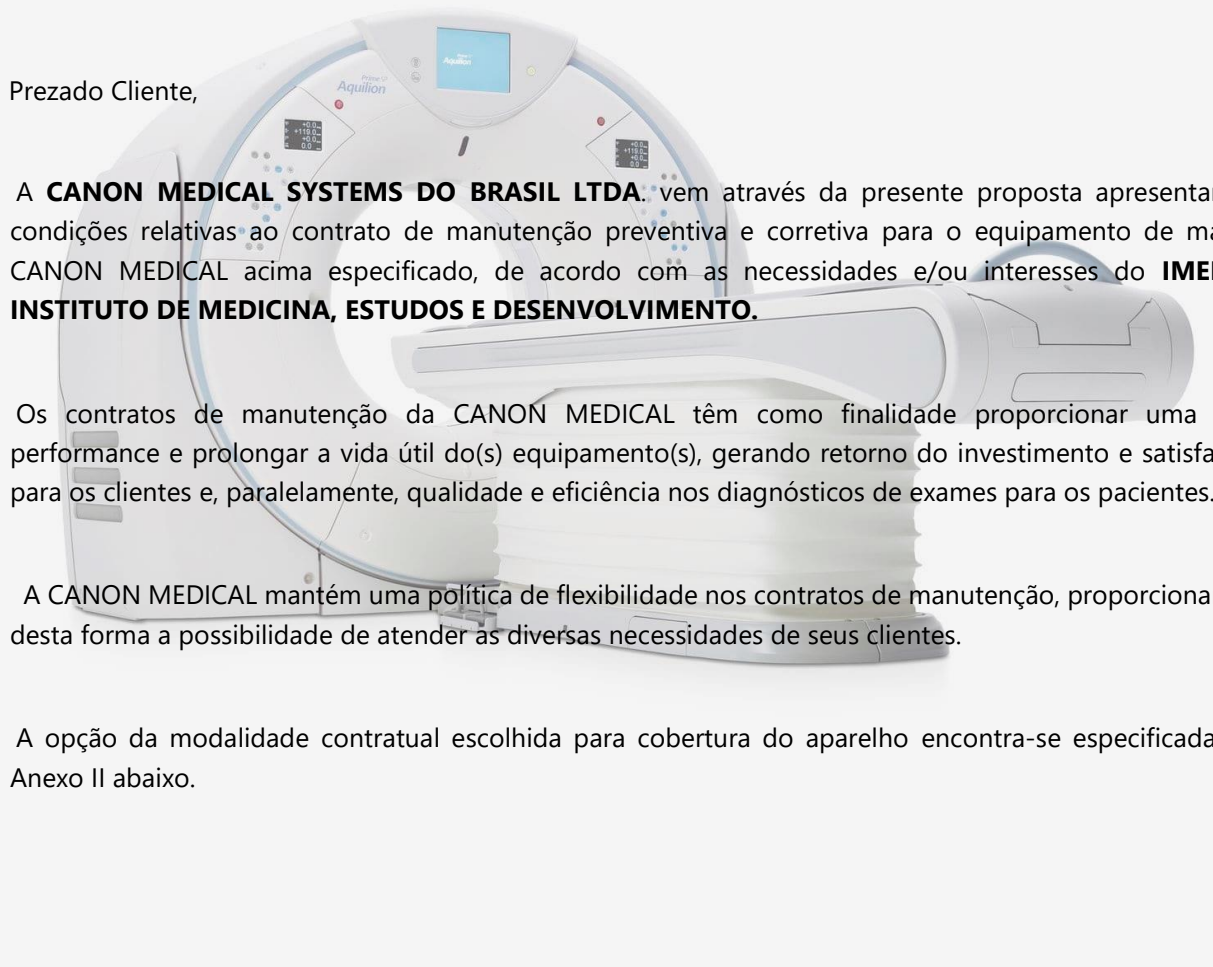 Prezado Cliente,
Prime SP
Aquilion
Aquilion
A CANON MEDICAL SYSTEMS DO BRASIL LTDA. vem através da presente proposta apresentar
condições relativas ao contrato de manutenção preventiva e corretiva para o equipamento de
CANON MEDICAL acima especificado, de acordo com as necessidades e/ou interesses do
INSTITUTO DE MEDICINA, ESTUDOS E DESENVOLVIMENTO.
Os contratos de manutenção da CANON MEDICAL têm como finalidade proporcionar uma
performance e prolongar a vida útil do(s) equipamento(s), gerando retorno do investimento e
para os clientes e, paralelamente, qualidade e eficiência nos diagnósticos de exames para os pacientes.
A CANON MEDICAL mantém uma política de flexibilidade nos contratos de manutenção,
desta forma a possibilidade de atender às diversas necessidades de seus clientes.
A opção da modalidade contratual escolhida para cobertura do aparelho encontra-se especificada
Anexo II abaixo.